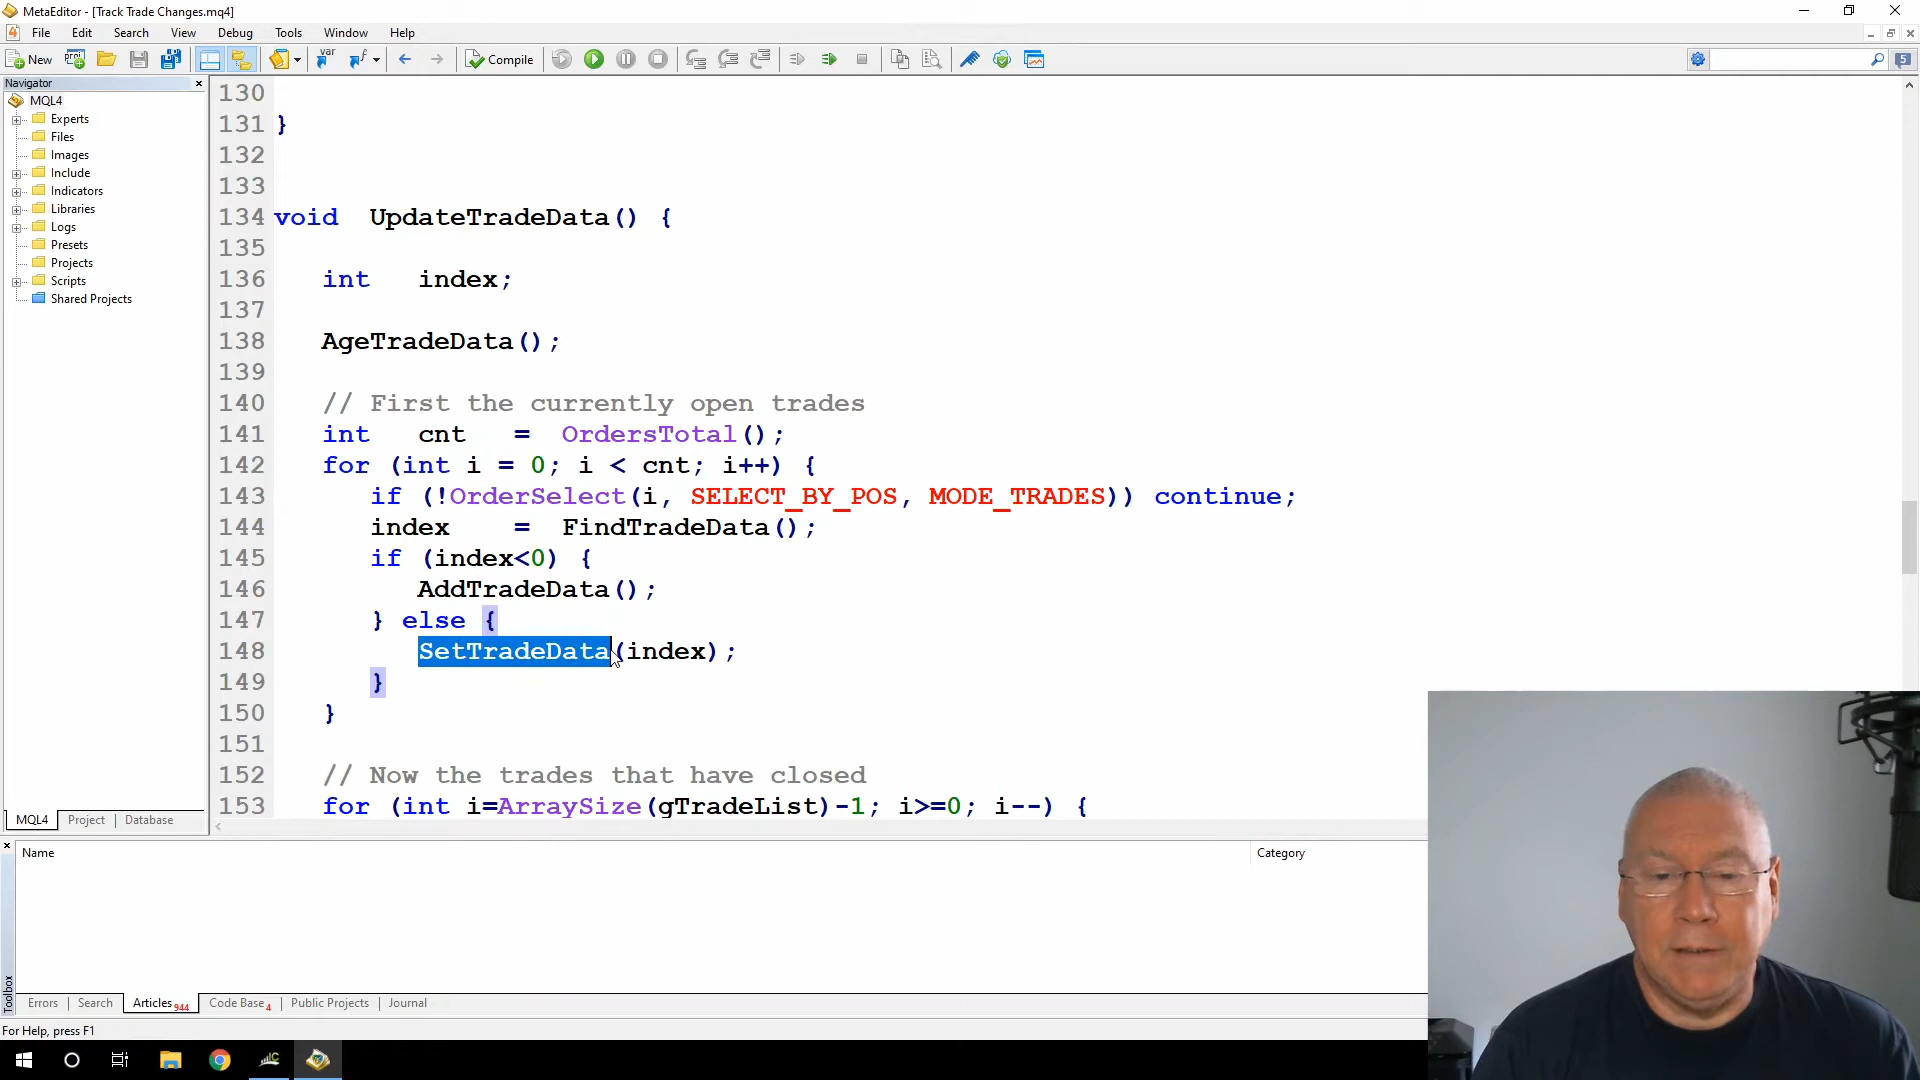 MetaEditor - [Track Trade Changes.mq4]
File Edit Search View Debug Tools Window Help
New Compile 5
Navigator
MQL4
Experts
Files
Images
Include
Indicators
Libraries
Logs
Presets
Projects
Scripts
Shared Projects
MQL4 Project Database
130
131 }
132
133
134 void UpdateTradeData() {
135
136 int index;
137
138 AgeTradeData();
139
140 // First the currently open trades
141 int cnt = OrdersTotal();
142 for (int i = 0; i < cnt; i++) {
143 if (!OrderSelect(i, SELECT_BY_POS, MODE_TRADES)) continue;
144 index = FindTradeData();
145 if (index<0) {
146 AddTradeData();
147 } else {
148 SetTradeData(index);
149 }
150 }
151
152 // Now the trades that have closed
153 for (int i=ArraySize(gTradeList)-1; i>=0; i--) {
Name Category
Toolbox
Errors Search Articles 944 Code Base 4 Public Projects Journal
For Help, press F1